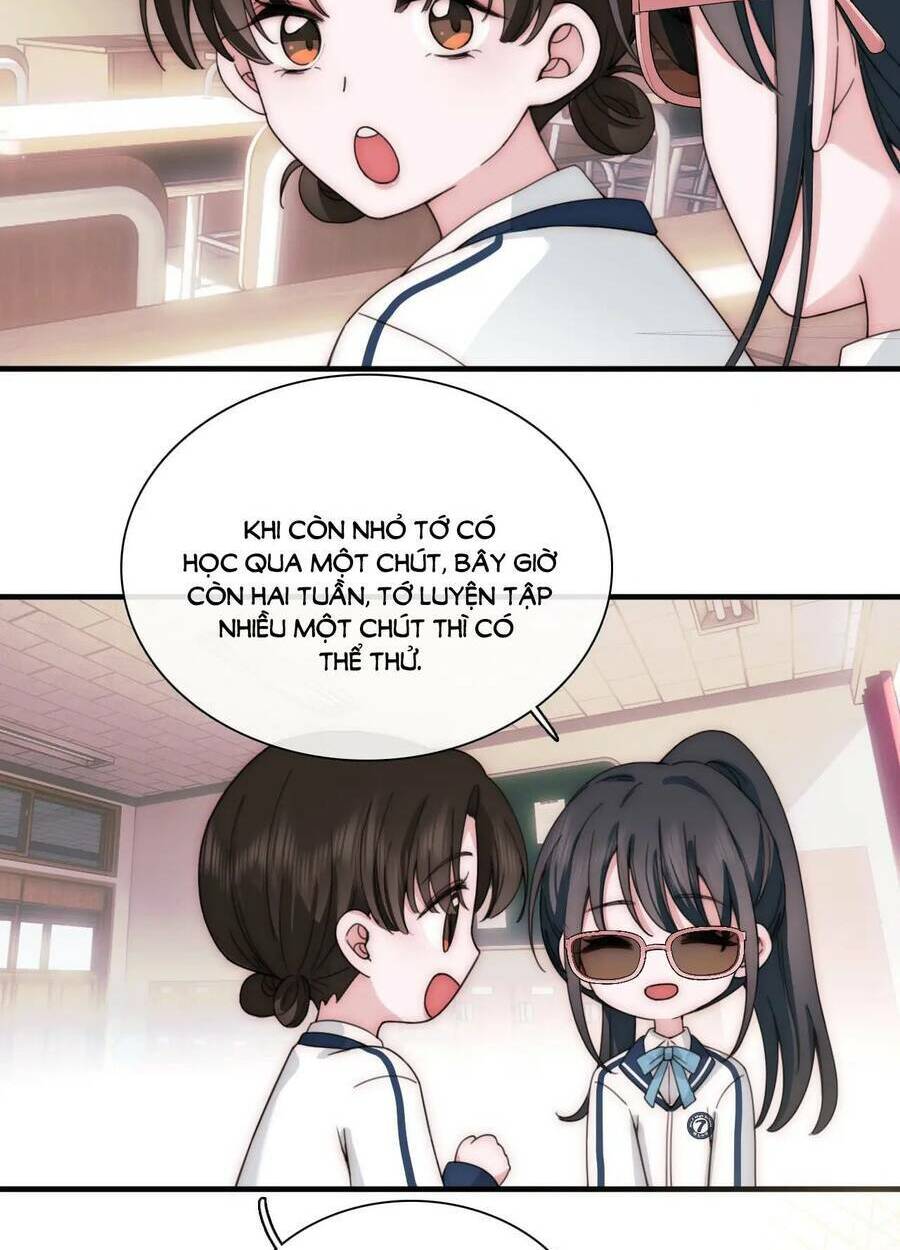 KHI CÒN NHỎ TỚ CÓ
HỌC QUA MỘT CHÚT, BÂY GIỜ
CÒN HAI TUẦN, TỚ LUYỆN TẬP
NHIỀU MỘT CHÚT THÌ CÓ
THỂ THỬ.
7